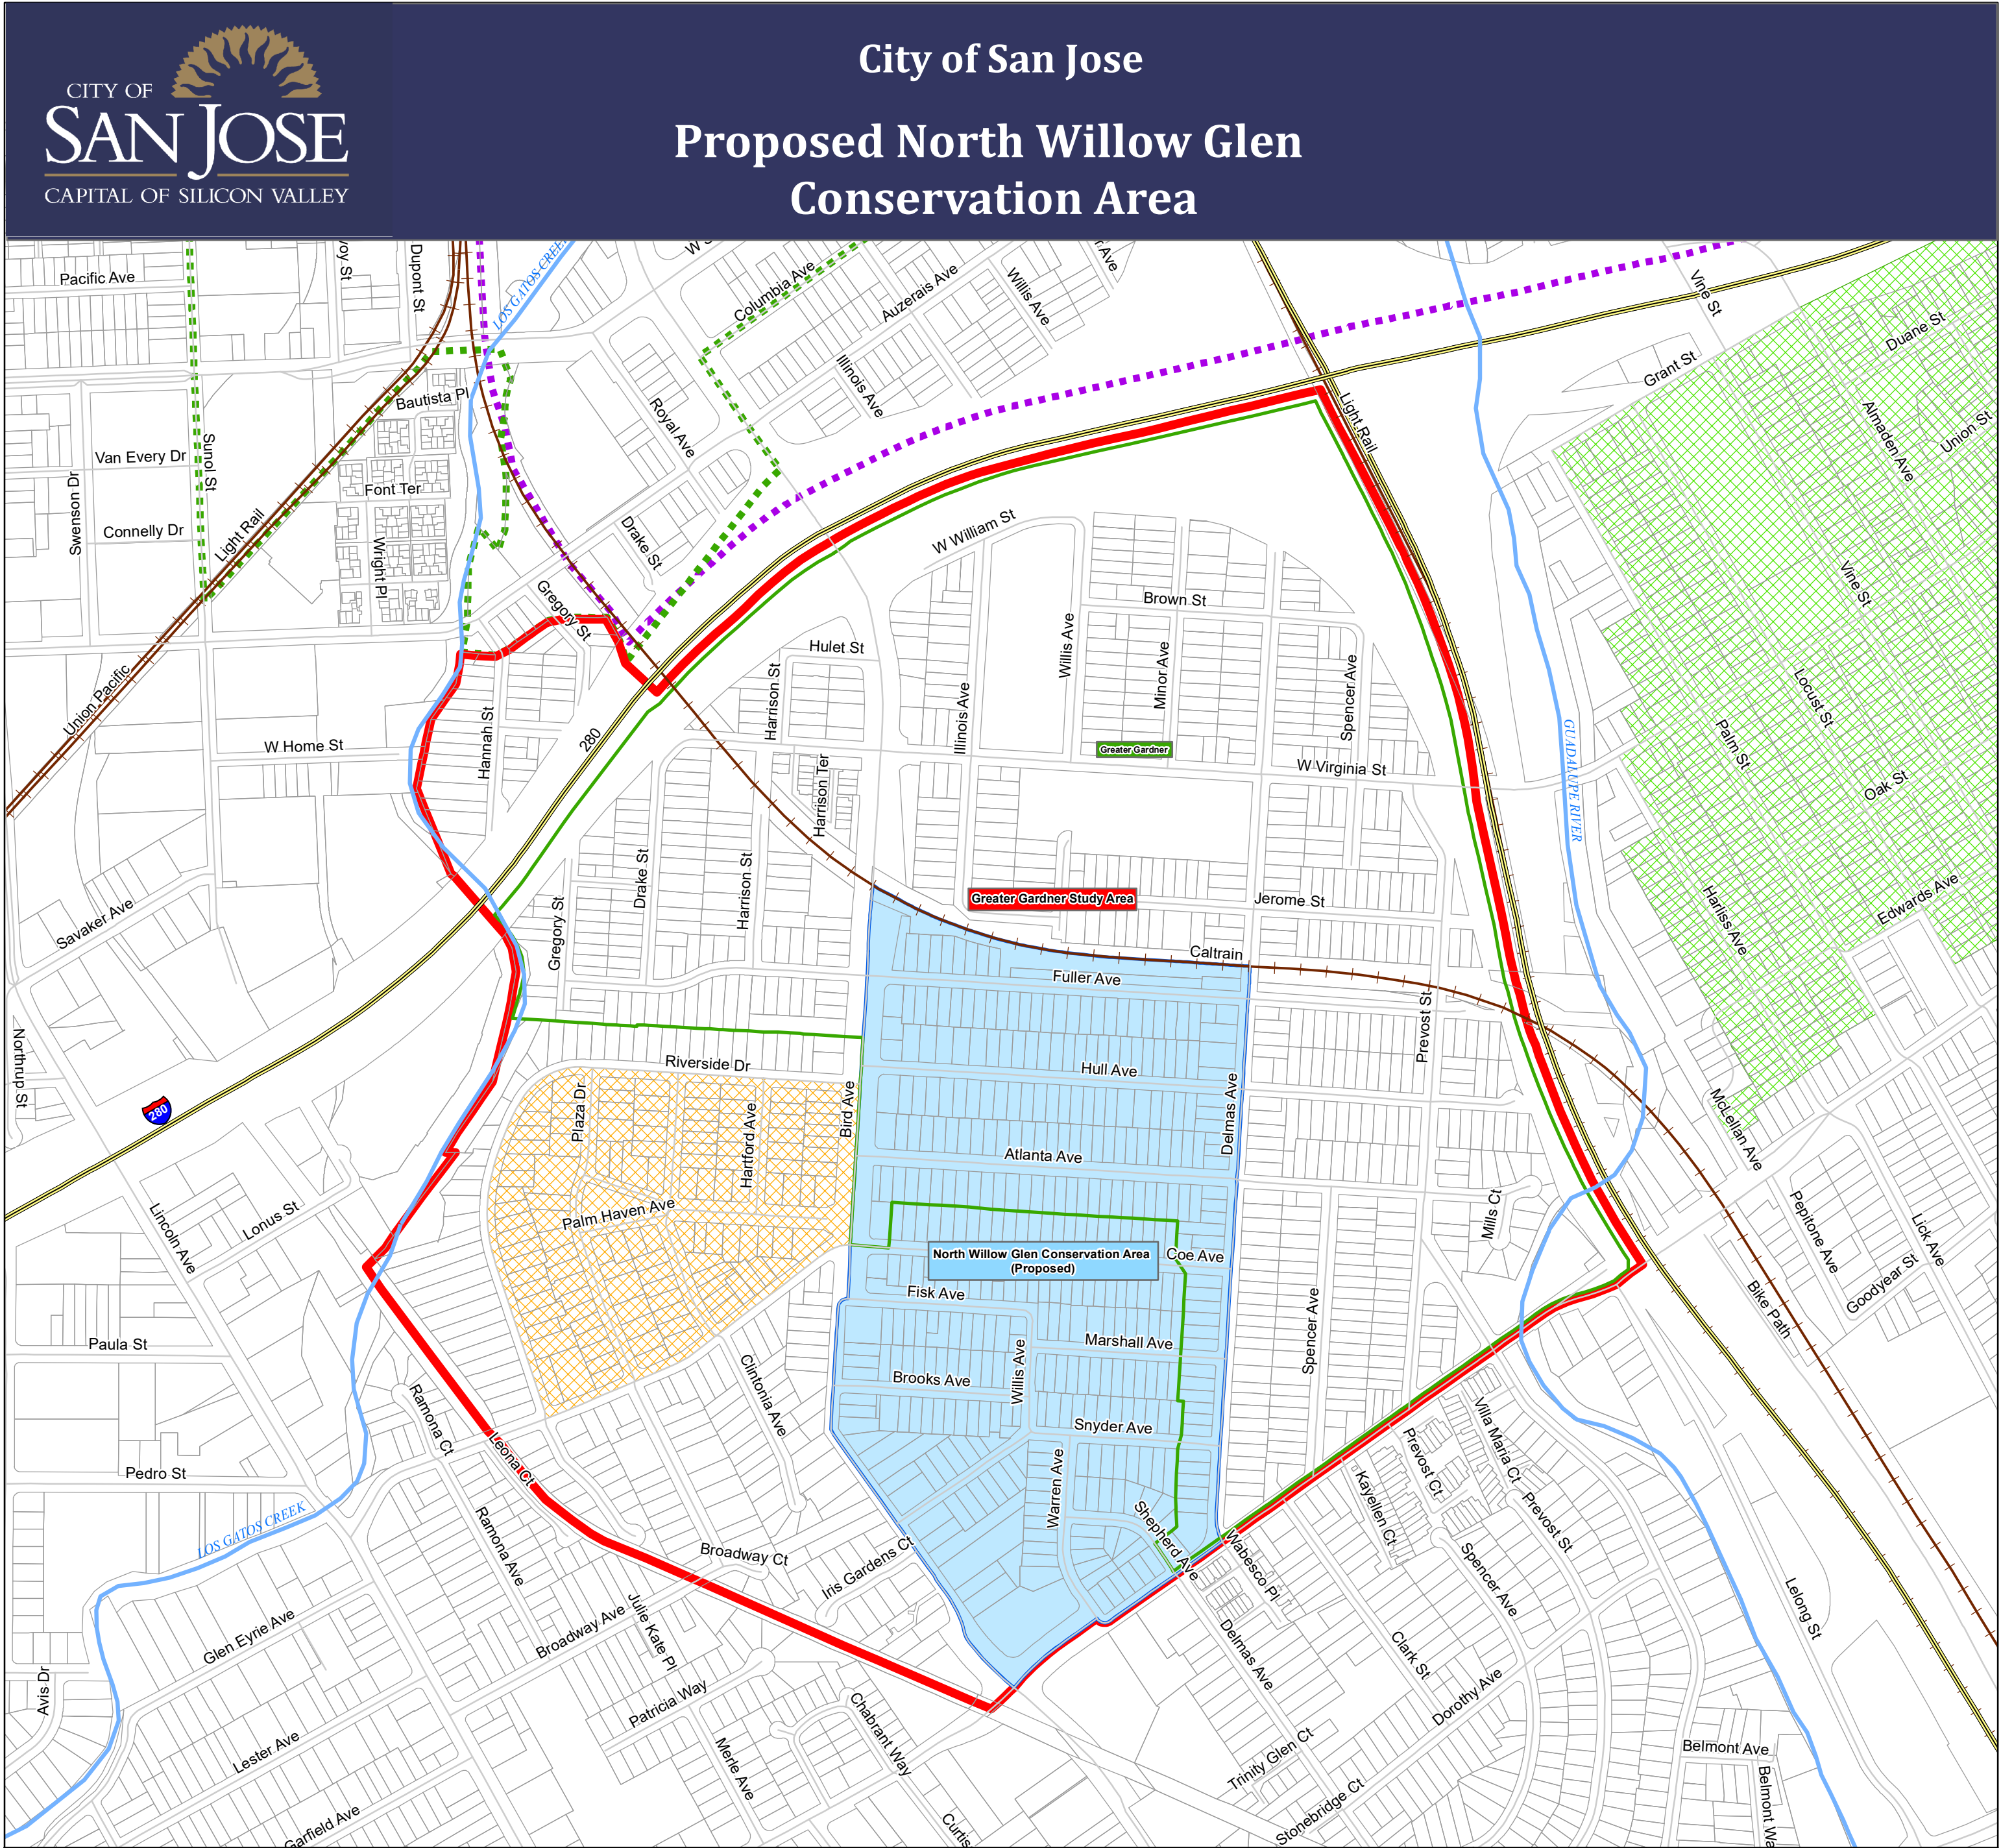 CITY OF
SAN JOSE
CAPITAL OF SILICON VALLEY
City of San Jose
Proposed North Willow Glen
Conservation Area
Pacific Ave
Dupont St
LOS GATOS CREEK
Columbia Ave
Auzerais Ave
Willis Ave
Vine St
Duane St
Grant St
Illinois Ave
Bautista Pl
Royal Ave
Light Rail
Almaden Ave
Union St
Van Every Dr
Sunol St
Swenson Dr
Font Ter
Connelly Dr
Light Rail
Wright Pl
Drake St
W William St
Vine St
Gregory St
Brown St
Willis Ave
Minor Ave
Spencer Ave
Hulet St
Harrison St
Illinois Ave
Locust St
Palm St
Union Pacific
W Home St
Hannah St
280
Greater Gardner
W Virginia St
GUADALUPE RIVER
Oak St
Harrison Ter
Drake St
Harrison St
Greater Gardner Study Area
Jerome St
Harliss Ave
Edwards Ave
Savaker Ave
Gregory St
Caltrain
Fuller Ave
Prevost St
Northrup St
Riverside Dr
Hull Ave
280
Plaza Dr
Hartford Ave
Bird Ave
Delmas Ave
McLellan Ave
Atlanta Ave
Lincoln Ave
Lonus St
Palm Haven Ave
Mills Ct
Pepitone Ave
Lick Ave
North Willow Glen Conservation Area
(Proposed)
Coe Ave
Goodyear St
Fisk Ave
Bike Path
Paula St
Spencer Ave
Marshall Ave
Willis Ave
Brooks Ave
Clintonia Ave
Ramona Ct
Snyder Ave
Villa Maria Ct
Leona Ct
Pedro St
Prevost Ct
Kayellen Ct
Warren Ave
Shepherd Ave
Prevost St
LOS GATOS CREEK
Ramona Ave
Broadway Ct
Iris Gardens Ct
Wabesco Pl
Spencer Ave
Lelong St
Glen Eyrie Ave
Broadway Ave
Julie Kate Pl
Delmas Ave
Clark St
Avis Dr
Patricia Way
Chabrant Way
Dorothy Ave
Lester Ave
Merle Ave
Trinity Glen Ct
Belmont Ave
Stonebridge Ct
Garfield Ave
Curtis
Belmont Wa